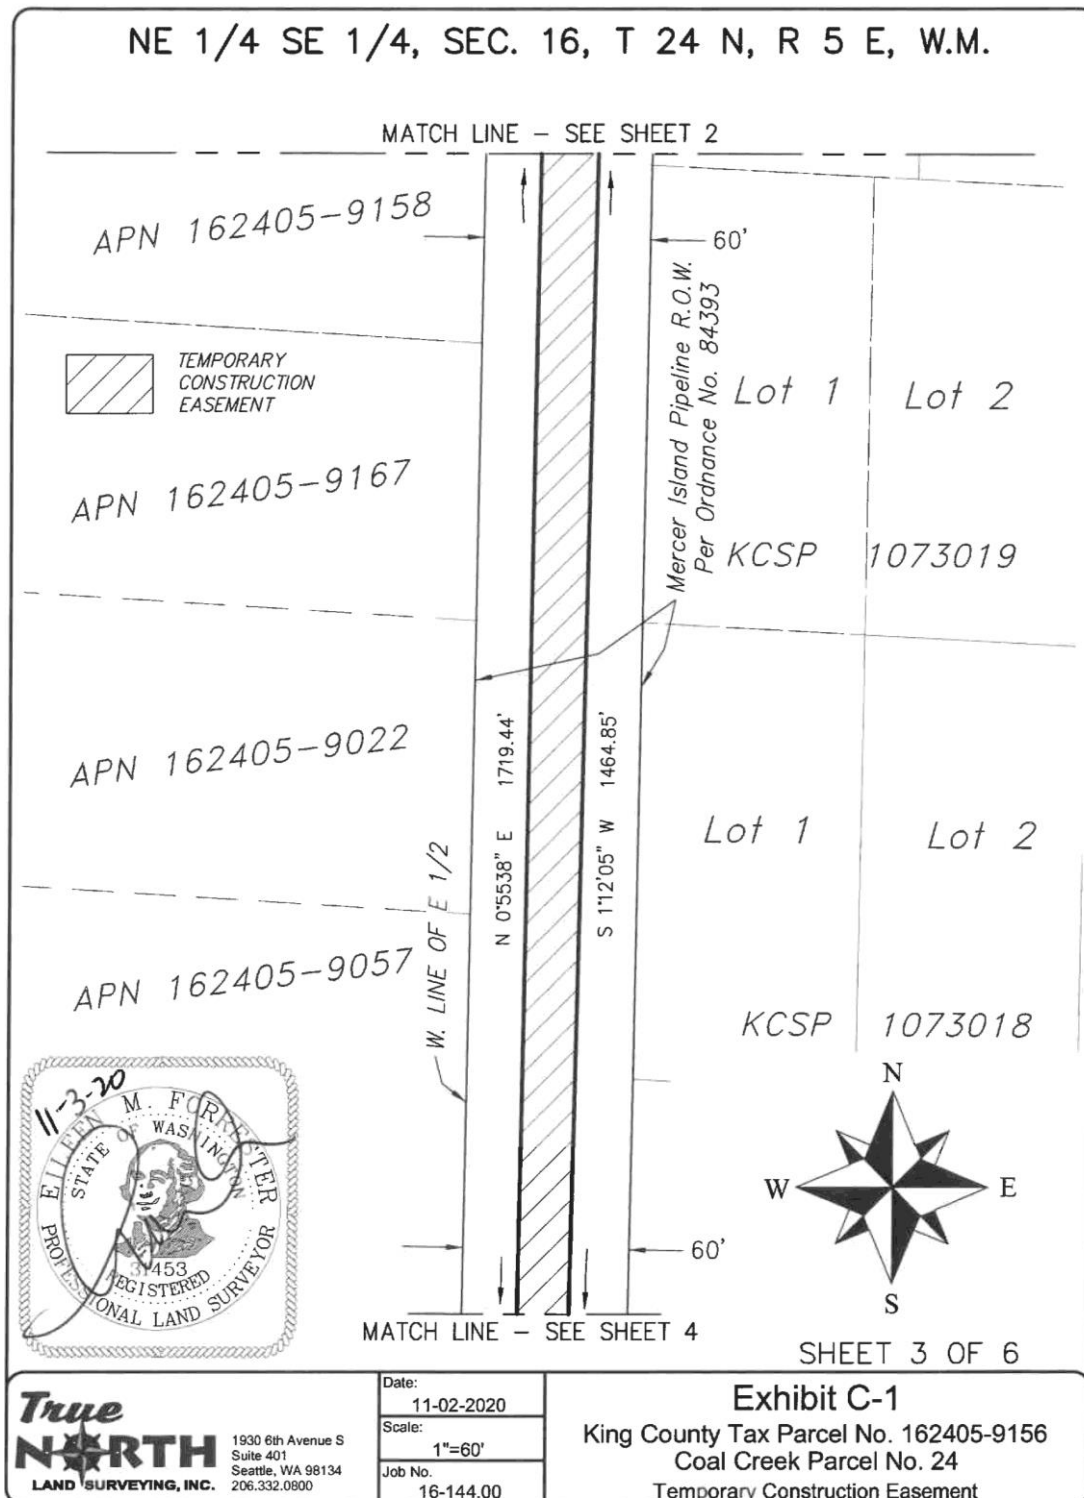 NE 1/4 SE 1/4, SEC. 16, T 24 N, R 5 E, W.M.
MATCH LINE – SEE SHEET 2
APN 162405-9158
60'
TEMPORARY
CONSTRUCTION
EASEMENT
Mercer Island Pipeline R.O.W.
Per Ordnance No. 84393
Lot 1
Lot 2
APN 162405-9167
KCSP 1073019
APN 162405-9022
N 0°5538" E 1719.44'
S 1°12'05" W 1464.85'
Lot 1
Lot 2
W. LINE OF E 1/2
APN 162405-9057
KCSP 1073018
11-3-20
EILEEN M. FORRESTER
STATE OF WASHINGTON
31453
REGISTERED
PROFESSIONAL LAND SURVEYOR
N
W
E
S
60'
MATCH LINE – SEE SHEET 4
SHEET 3 OF 6
True
NORTH
LAND SURVEYING, INC.
1930 6th Avenue S
Suite 401
Seattle, WA 98134
206.332.0800
Date:
11-02-2020
Scale:
1"=60'
Job No.
16-144.00
Exhibit C-1
King County Tax Parcel No. 162405-9156
Coal Creek Parcel No. 24
Temporary Construction Easement